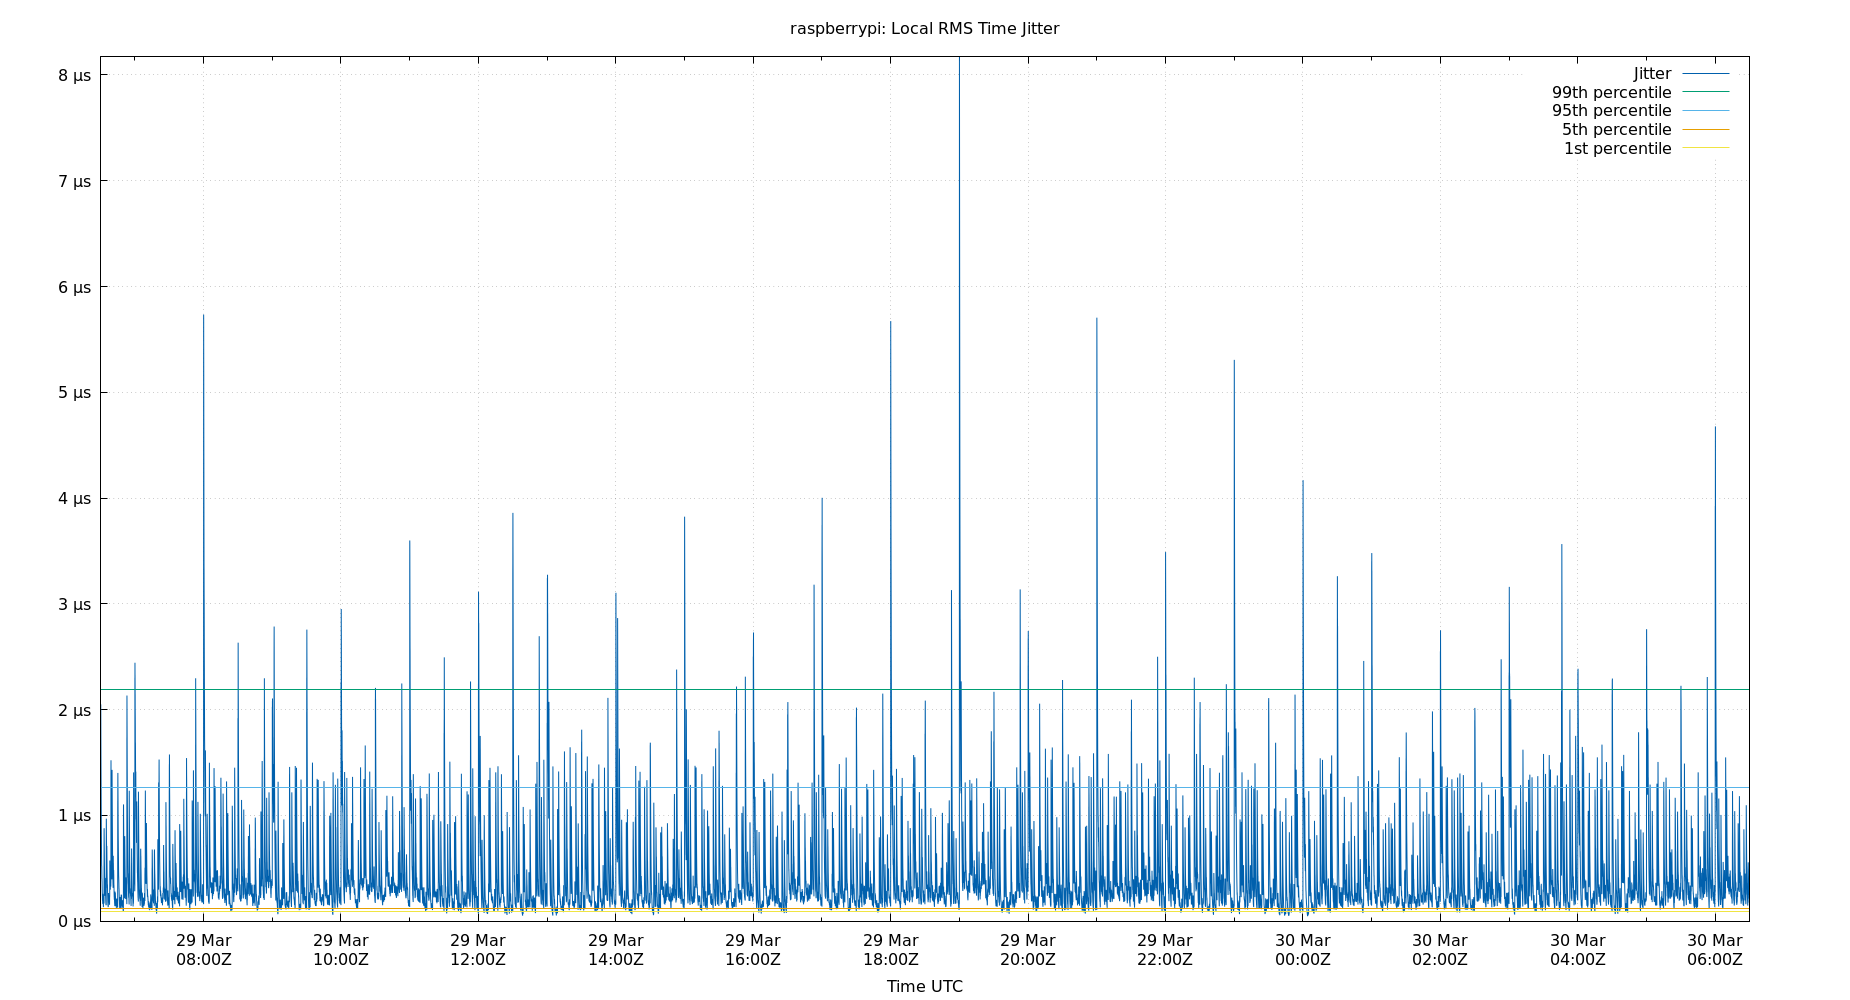 raspberrypi: Local RMS Time Jitter
8 µs
7 µs
6 µs
5 µs
4 µs
3 µs
2 µs
1 µs
0 µs
Jitter
99th percentile
95th percentile
5th percentile
1st percentile
29 Mar 29 Mar 29 Mar 29 Mar 29 Mar 29 Mar 29 Mar 29 Mar 30 Mar 30 Mar 30 Mar 30 Mar
08:00Z 10:00Z 12:00Z 14:00Z 16:00Z 18:00Z 20:00Z 22:00Z 00:00Z 02:00Z 04:00Z 06:00Z
Time UTC